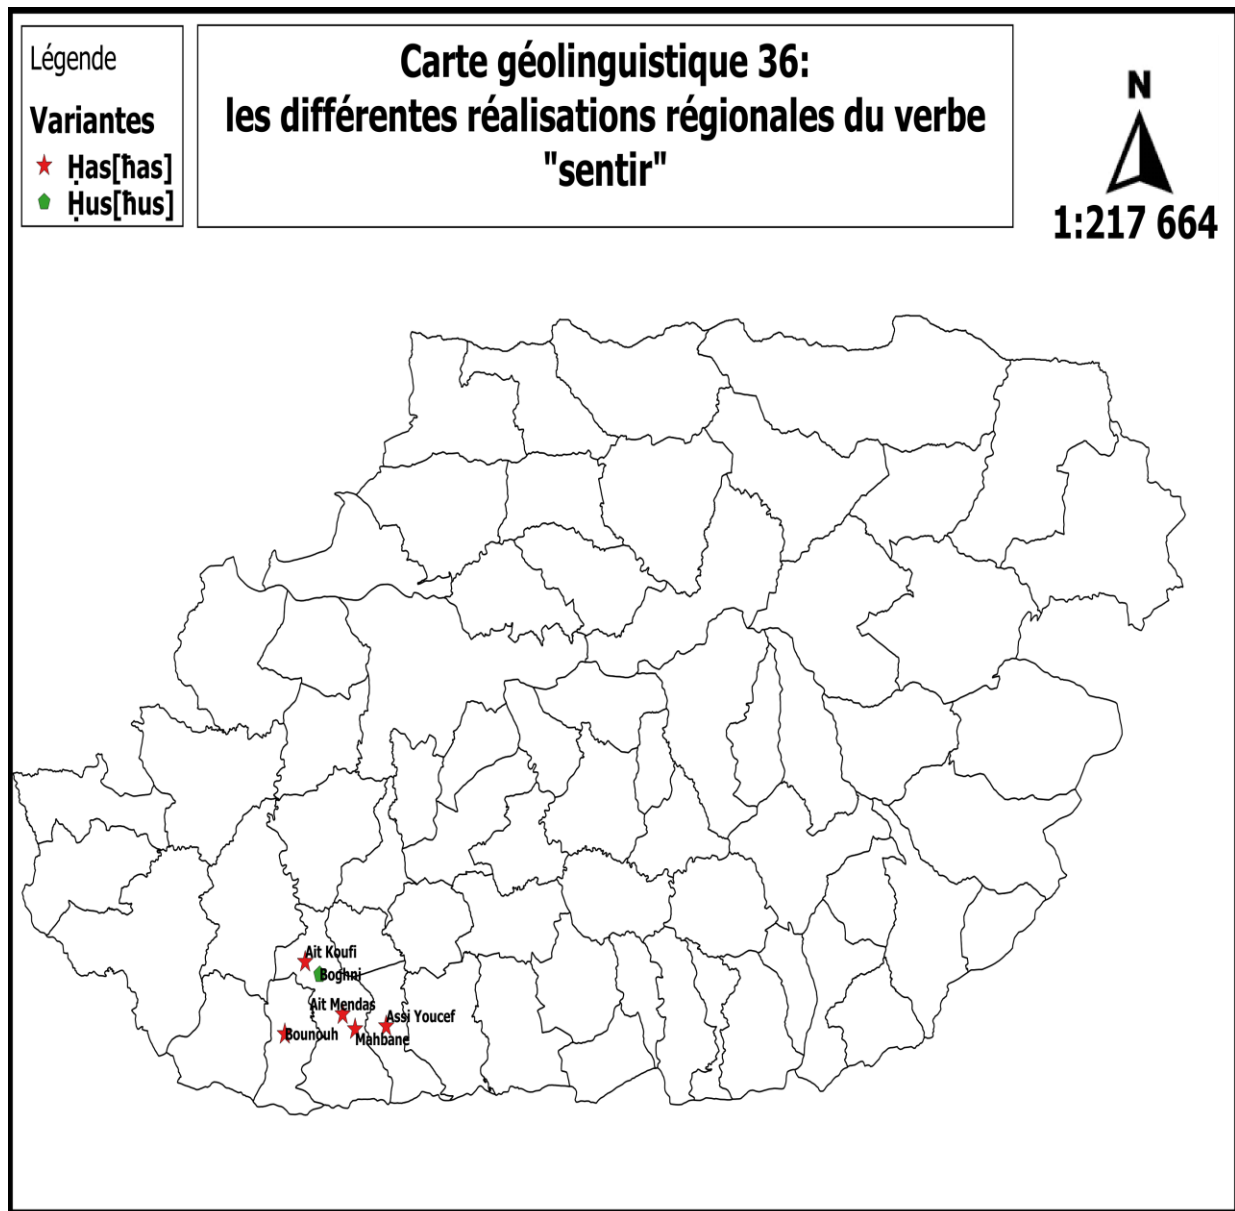 Légende
Variantes
Ḥas[ħas]
Ḥus[ħus]
Carte géolinguistique 36:
les différentes réalisations régionales du verbe
"sentir"
N
1:217 664
Ait Koufi
Boghni
Ait Mendas
Assi Youcef
Bounouh
Mahbane